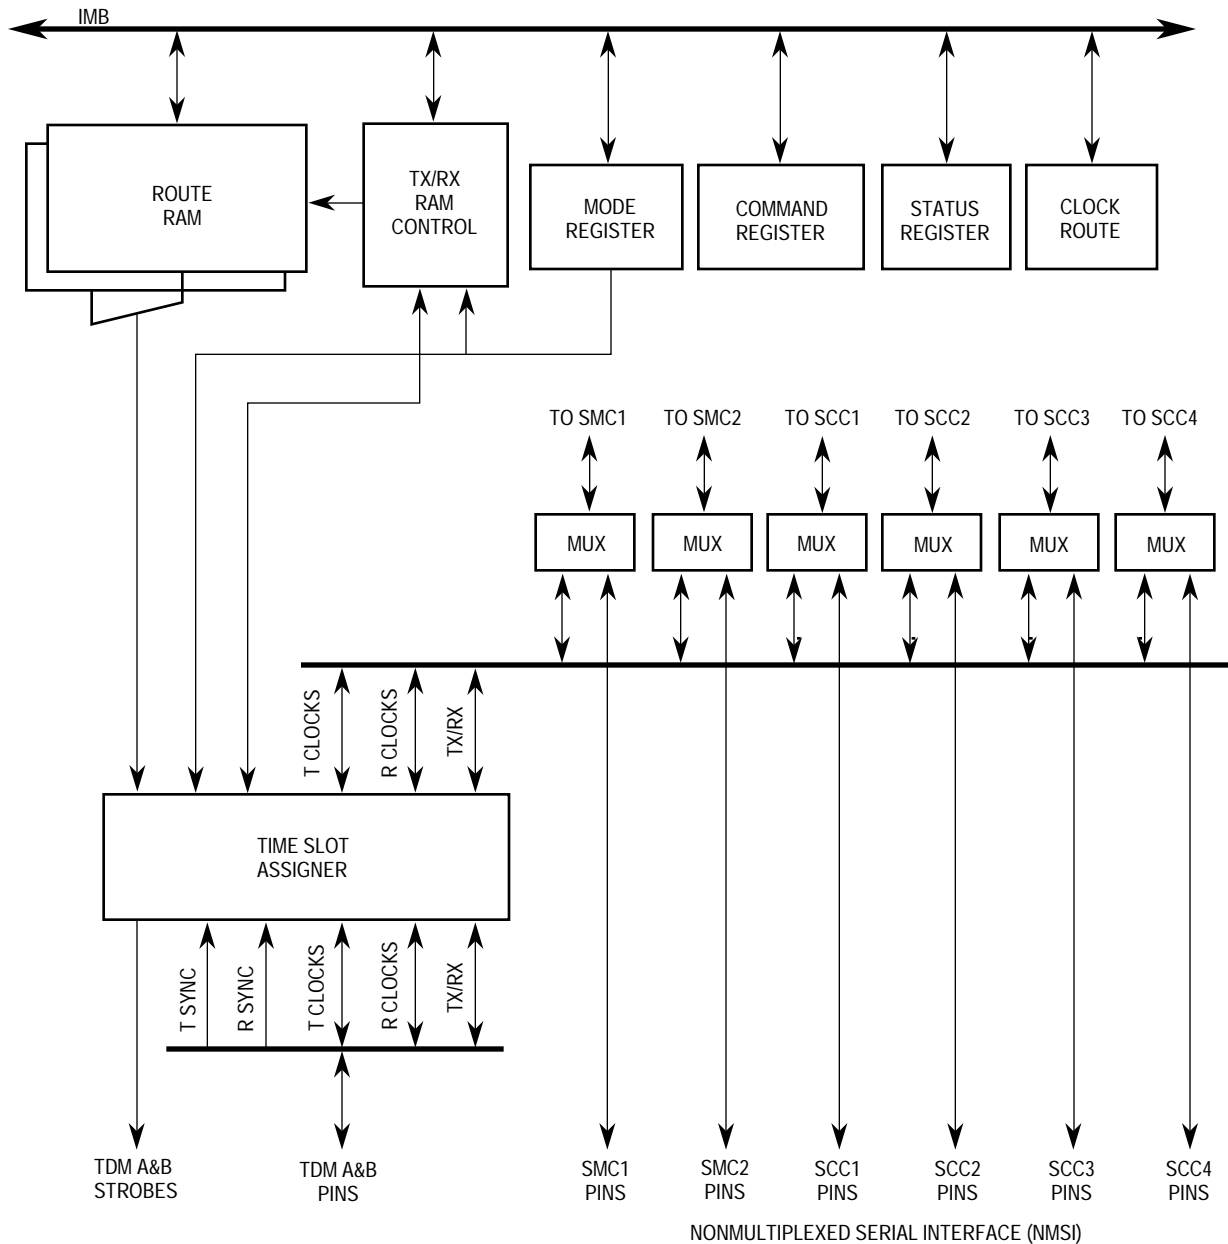 IMB
ROUTE
RAM
TX/RX
RAM
CONTROL
MODE
REGISTER
COMMAND
REGISTER
STATUS
REGISTER
CLOCK
ROUTE
TO SMC1
TO SMC2
TO SCC1
TO SCC2
TO SCC3
TO SCC4
MUX
MUX
MUX
MUX
MUX
MUX
T CLOCKS
R CLOCKS
TX/RX
TIME SLOT
ASSIGNER
T SYNC
R SYNC
T CLOCKS
R CLOCKS
TX/RX
TDM A&B
STROBES
TDM A&B
PINS
SMC1
PINS
SMC2
PINS
SCC1
PINS
SCC2
PINS
SCC3
PINS
SCC4
PINS
NONMULTIPLEXED SERIAL INTERFACE (NMSI)